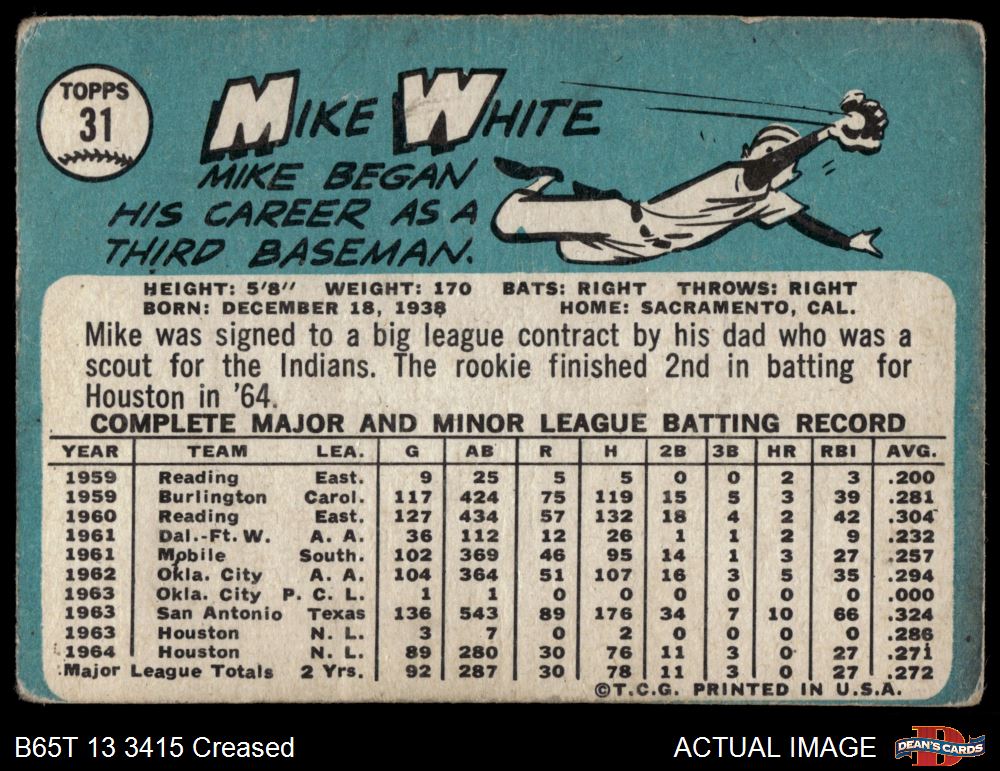 TOPPS
31
MIKE WHITE
MIKE BEGAN
HIS CAREER AS A
THIRD BASEMAN.
HEIGHT: 5'8" WEIGHT: 170 BATS: RIGHT THROWS: RIGHT
BORN: DECEMBER 18, 1938 HOME: SACRAMENTO, CAL.
Mike was signed to a big league contract by his dad who was a
scout for the Indians. The rookie finished 2nd in batting for
Houston in '64.
COMPLETE MAJOR AND MINOR LEAGUE BATTING RECORD
YEAR TEAM LEA. G AB R H 2B 3B HR RBI AVG.
1959 Reading East. 9 25 5 5 0 0 2 3 .200
1959 Burlington Carol. 117 424 75 119 15 5 3 39 .281
1960 Reading East. 127 434 57 132 18 4 2 42 .304
1961 Dal.-Ft. W. A. A. 36 112 12 26 1 1 2 9 .232
1961 Mobile South. 102 369 46 95 14 1 3 27 .257
1962 Okla. City A. A. 104 364 51 107 16 3 5 35 .294
1963 Okla. City P. C. L. 1 1 0 0 0 0 0 0 .000
1963 San Antonio Texas 136 543 89 176 34 7 10 66 .324
1963 Houston N. L. 3 7 0 2 0 0 0 0 .286
1964 Houston N. L. 89 280 30 76 11 3 0 27 .271
Major League Totals 2 Yrs. 92 287 30 78 11 3 0 27 .272
©T.C.G. PRINTED IN U.S.A.
B65T 13 3415 Creased
ACTUAL IMAGE
D
DEAN'S CARDS